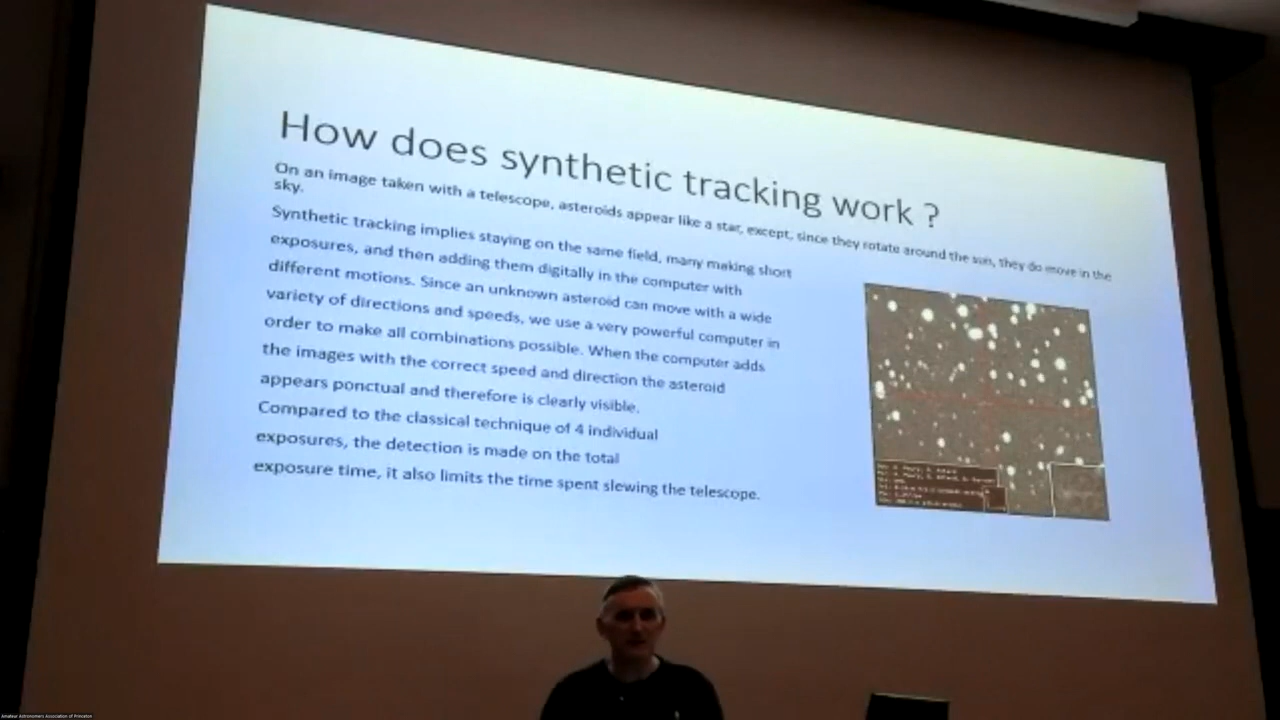 How does synthetic tracking work ?
On an image taken with a telescope, asteroids appear like a star, except, since they rotate around the sun, they do move in the
sky.
Synthetic tracking implies staying on the same field, many making short
exposures, and then adding them digitally in the computer with
different motions. Since an unknown asteroid can move with a wide
variety of directions and speeds, we use a very powerful computer in
order to make all combinations possible. When the computer adds
the images with the correct speed and direction the asteroid
appears ponctual and therefore is clearly visible.
Compared to the classical technique of 4 individual
exposures, the detection is made on the total
exposure time, it also limits the time spent slewing the telescope.
Amateur Astronomers Association of Princeton